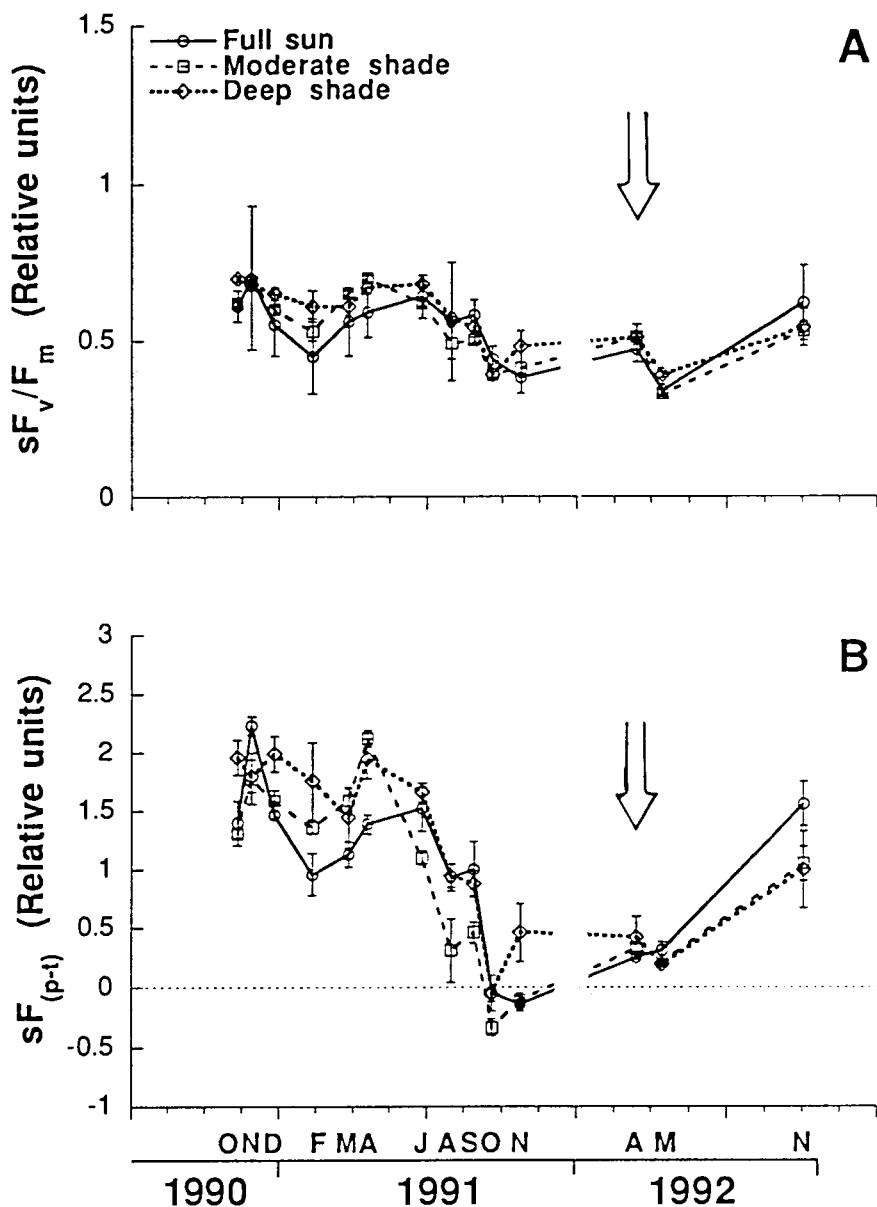 1.5
Full sun
Moderate shade
Deep shade
A
1
0.5
0
sFv/Fm (Relative units)
3
B
2.5
2
1.5
1
0.5
0
-0.5
-1
sF(p-t) (Relative units)
O N D F M A J A S O N A M N
1990 1991 1992